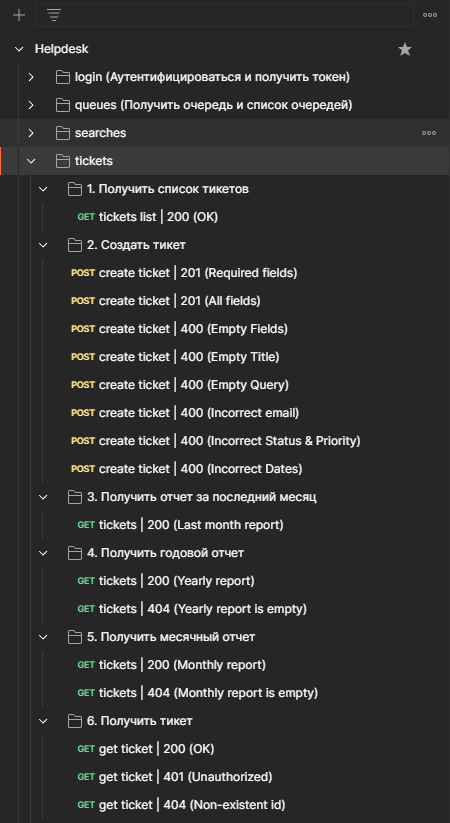 Helpdesk
login (Аутентифицироваться и получить токен)
queues (Получить очередь и список очередей)
searches
tickets
1. Получить список тикетов
GET tickets list | 200 (OK)
2. Создать тикет
POST create ticket | 201 (Required fields)
POST create ticket | 201 (All fields)
POST create ticket | 400 (Empty Fields)
POST create ticket | 400 (Empty Title)
POST create ticket | 400 (Empty Query)
POST create ticket | 400 (Incorrect email)
POST create ticket | 400 (Incorrect Status & Priority)
POST create ticket | 400 (Incorrect Dates)
3. Получить отчет за последний месяц
GET tickets | 200 (Last month report)
4. Получить годовой отчет
GET tickets | 200 (Yearly report)
GET tickets | 404 (Yearly report is empty)
5. Получить месячный отчет
GET tickets | 200 (Monthly report)
GET tickets | 404 (Monthly report is empty)
6. Получить тикет
GET get ticket | 200 (OK)
GET get ticket | 401 (Unauthorized)
GET get ticket | 404 (Non-existent id)